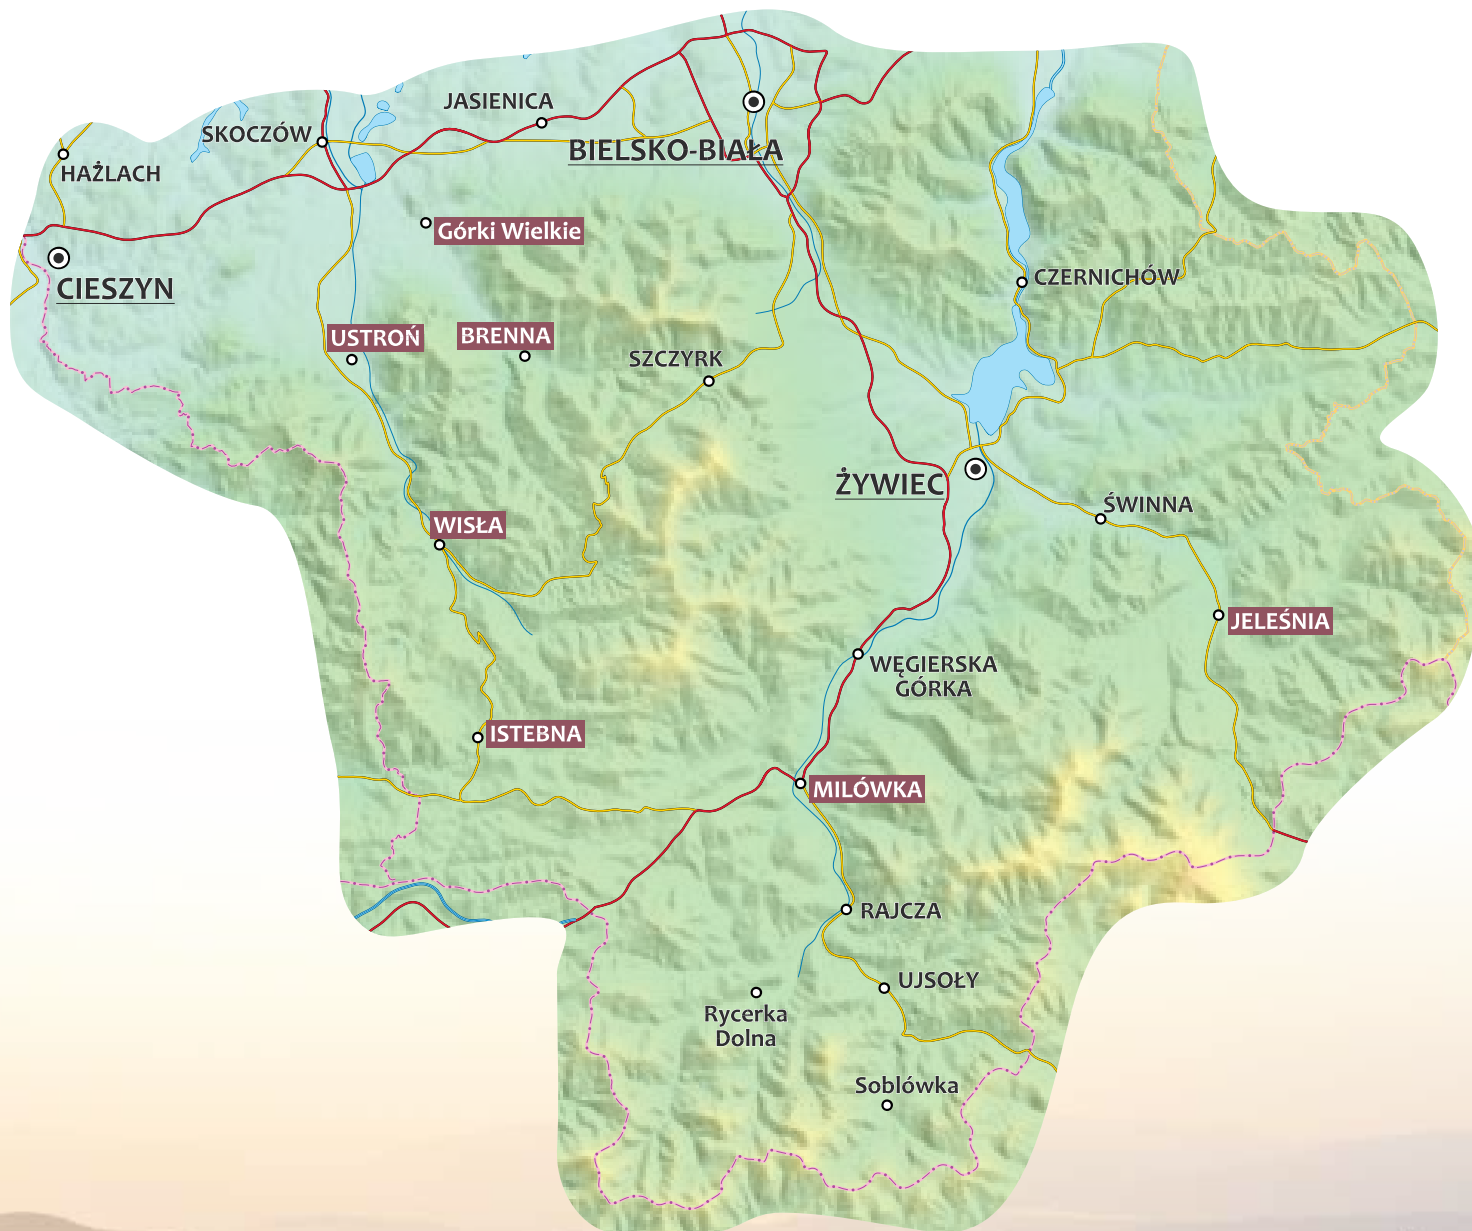 JASIENICA
SKOCZÓW
BIELSKO-BIAŁA
HAŻLACH
Górki Wielkie
CZERNICHÓW
CIESZYN
USTROŃ
BRENNA
SZCZYRK
ŻYWIEC
ŚWINNA
WISŁA
JELEŚNIA
WĘGIERSKA
GÓRKA
ISTEBNA
MILÓWKA
RAJCZA
UJSOŁY
Rycerka
Dolna
Soblówka